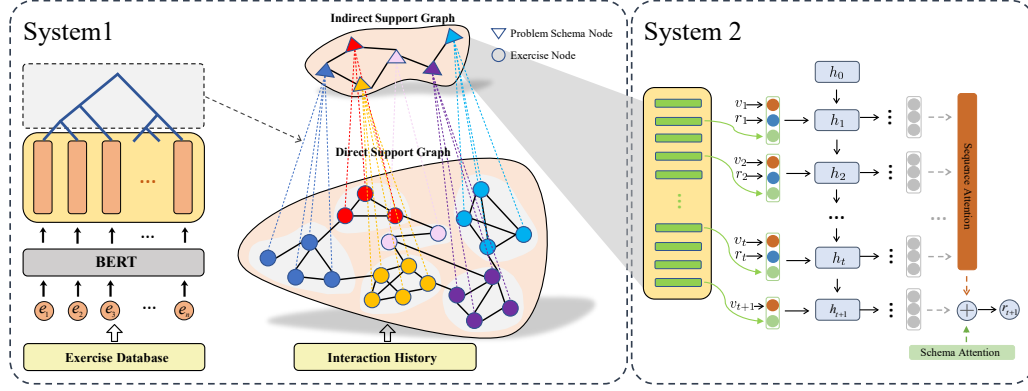 System1
...
BERT
...
e1 e2 e3 ... en
Exercise Database
Indirect Support Graph
Problem Schema Node
Exercise Node
Direct Support Graph
Interaction History
System 2
h0
v1
r1
h1
v2
r2
h2
...
vt
rt
ht
vt+1
ht+1
Sequence Attention
rt+1
Schema Attention